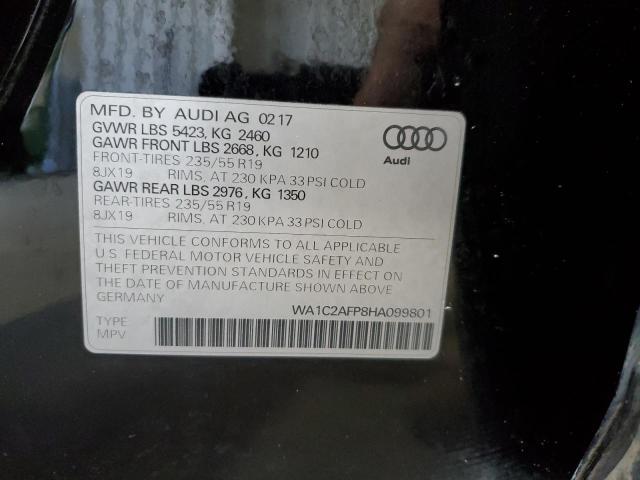 MFD. BY AUDI AG 0217
GVWR LBS 5423, KG 2460
GAWR FRONT LBS 2668, KG 1210
FRONT-TIRES 235/55 R19
8JX19 RIMS, AT 230 KPA 33 PSI COLD
GAWR REAR LBS 2976, KG 1350
REAR-TIRES 235/55 R19
8JX19 RIMS, AT 230 KPA 33 PSI COLD
Audi
THIS VEHICLE CONFORMS TO ALL APPLICABLE
U.S. FEDERAL MOTOR VEHICLE SAFETY AND
THEFT PREVENTION STANDARDS IN EFFECT ON
THE DATE OF MANUFACTURE SHOWN ABOVE
GERMANY
WA1C2AFP8HA099801
TYPE
MPV